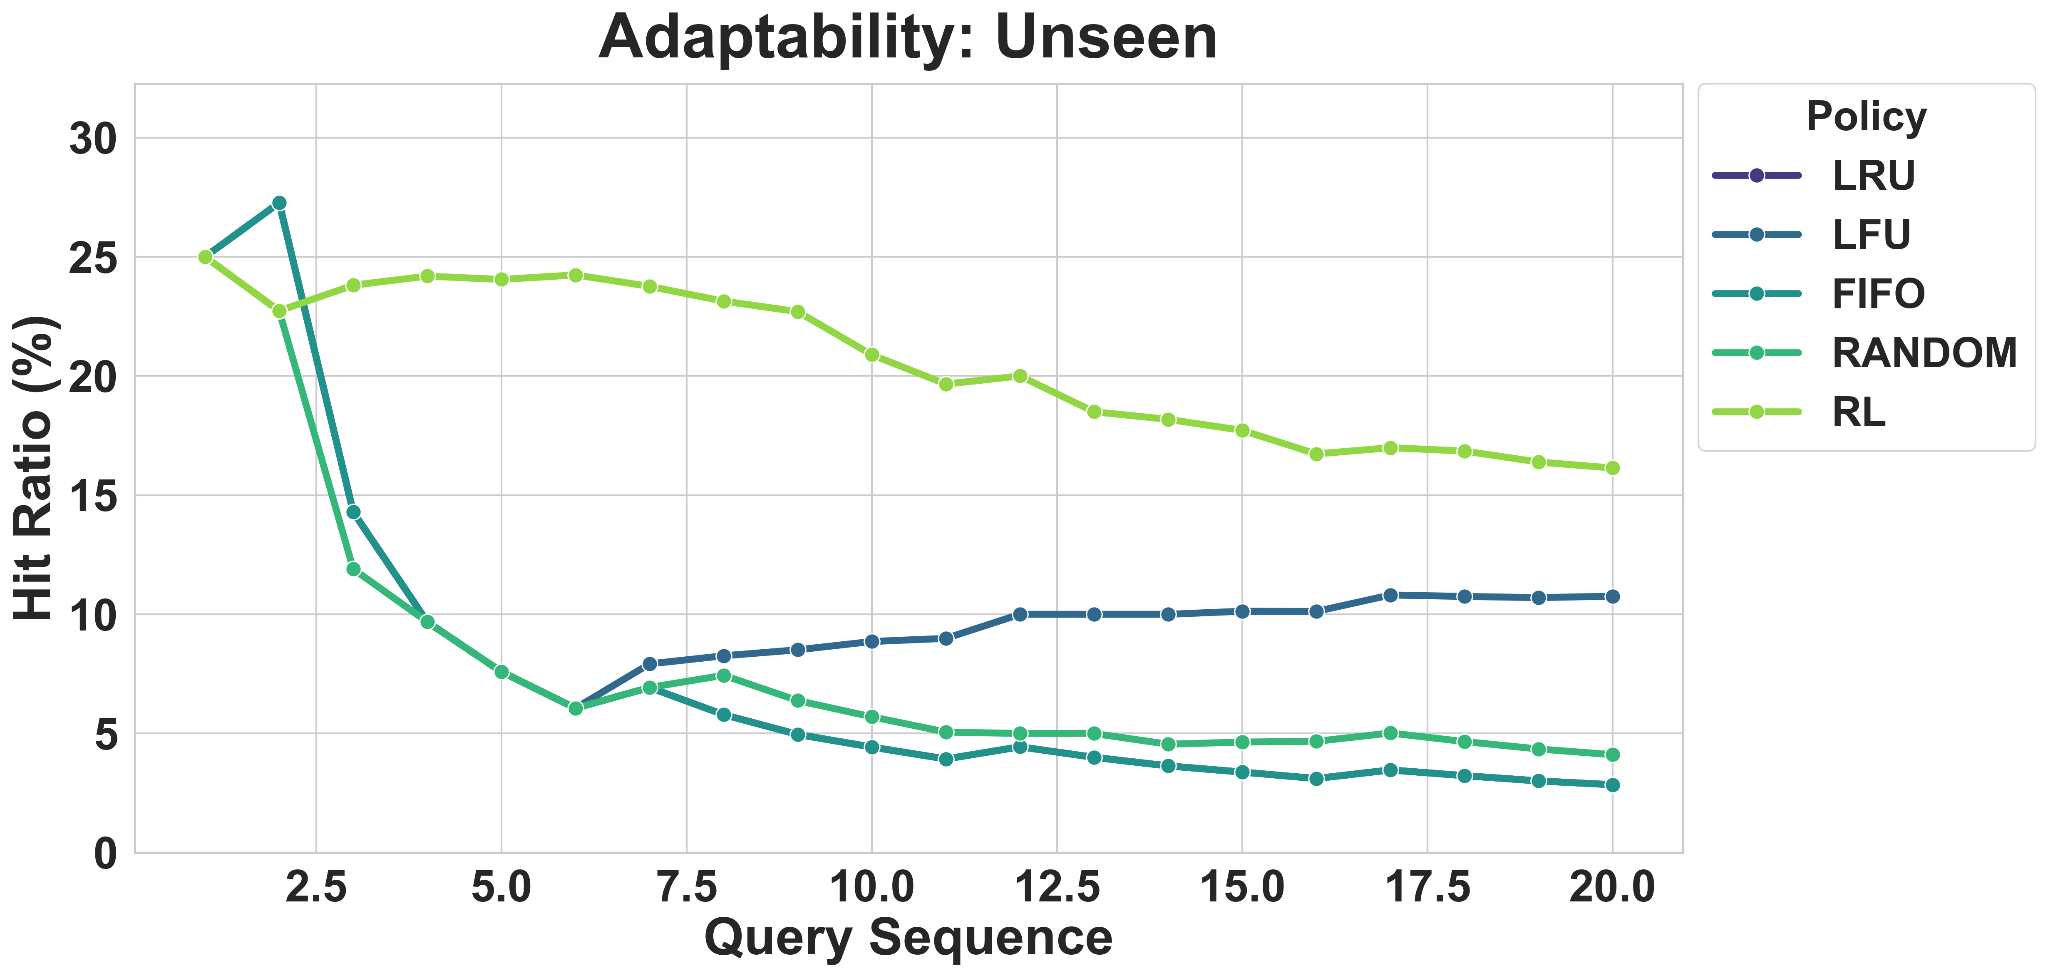 Adaptability: Unseen
Hit Ratio (%)
30
25
20
15
10
5
0
2.5 5.0 7.5 10.0 12.5 15.0 17.5 20.0
Query Sequence
Policy
LRU
LFU
FIFO
RANDOM
RL